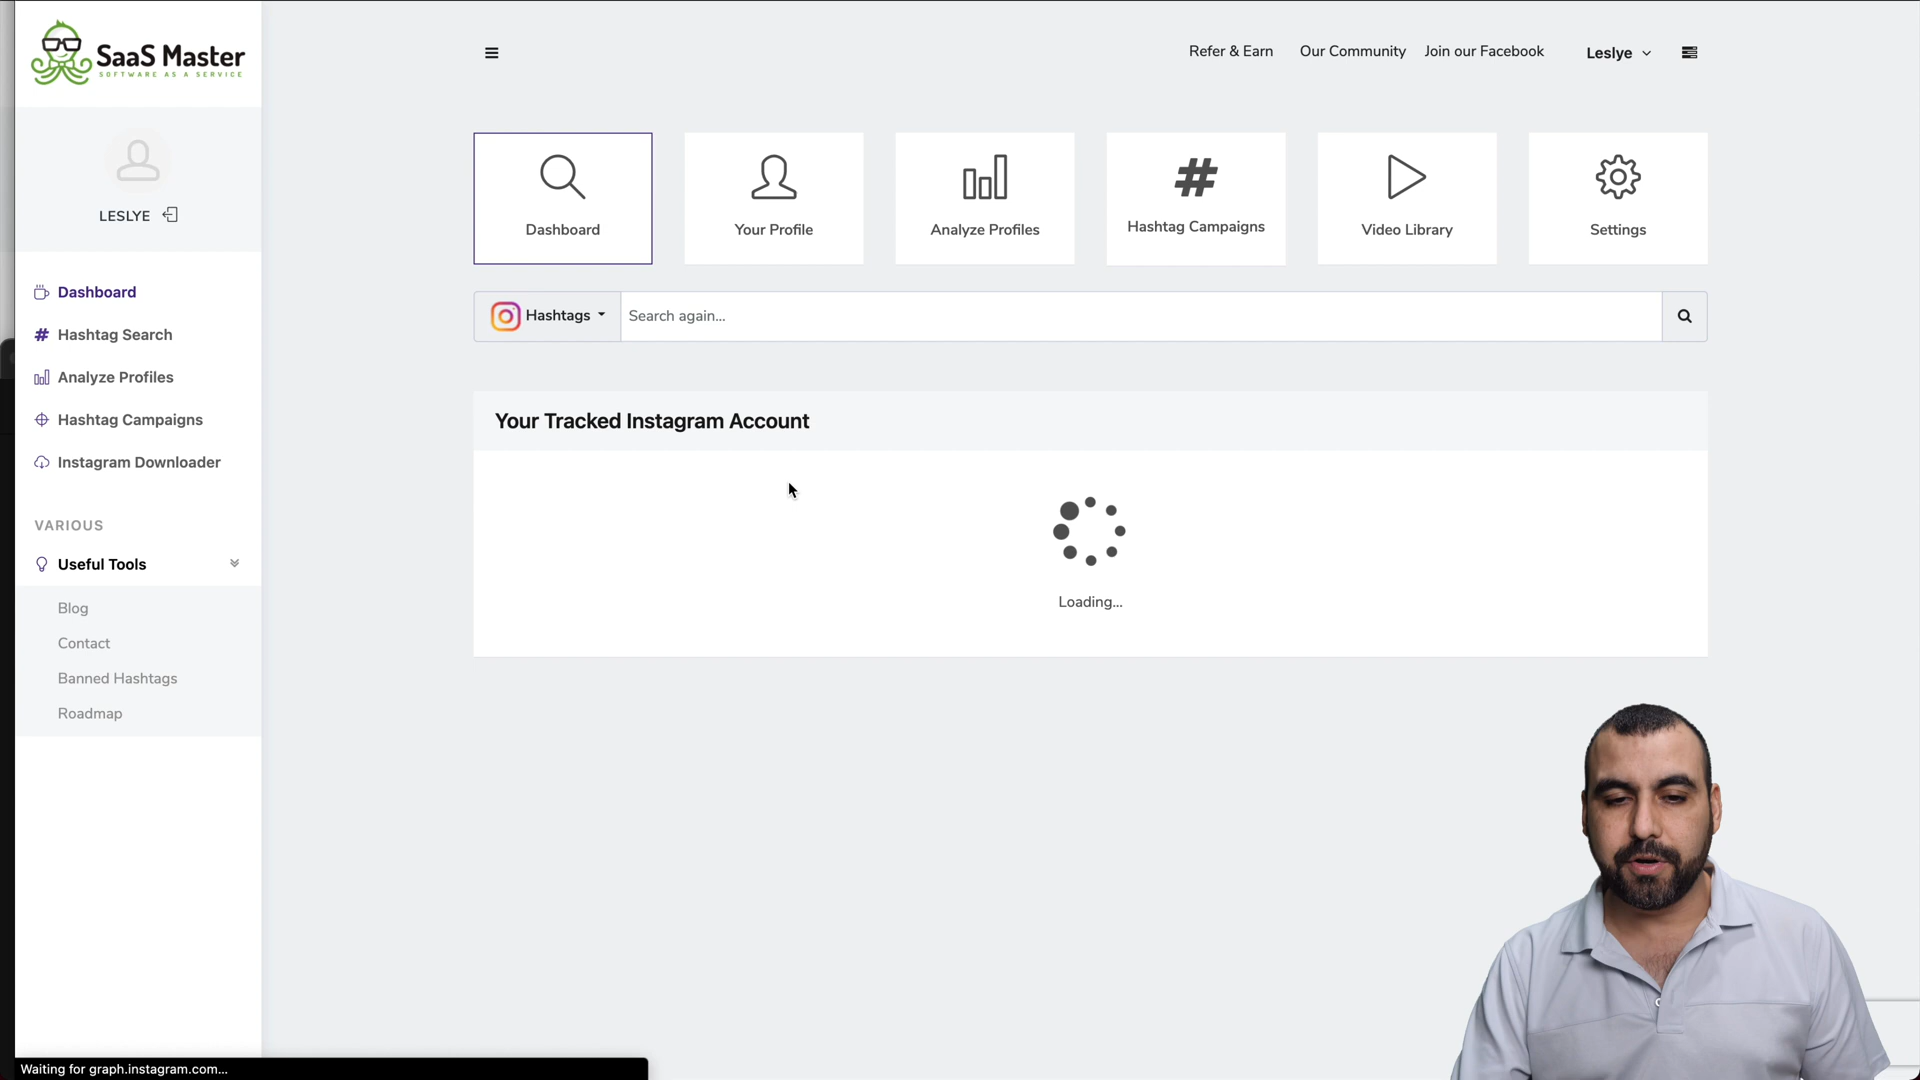 SaaS Master
SOFTWARE AS A SERVICE
Refer & Earn
Our Community
Join our Facebook
Leslye
LESLYE
Dashboard
Your Profile
Analyze Profiles
Hashtag Campaigns
Video Library
Settings
Hashtags
Search again...
Dashboard
Hashtag Search
Analyze Profiles
Hashtag Campaigns
Instagram Downloader
VARIOUS
Useful Tools
Blog
Contact
Banned Hashtags
Roadmap
Your Tracked Instagram Account
Loading...
Waiting for graph.instagram.com...